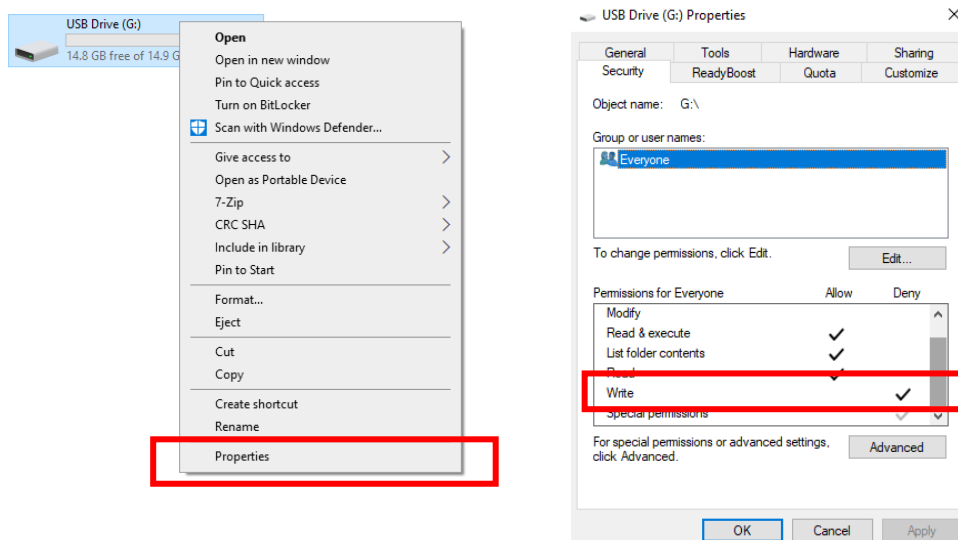 USB Drive (G:)
14.8 GB free of 14.9 G
Open
Open in new window
Pin to Quick access
Turn on BitLocker
Scan with Windows Defender...
Give access to
Open as Portable Device
7-Zip
CRC SHA
Include in library
Pin to Start
Format...
Eject
Cut
Copy
Create shortcut
Rename
Properties
USB Drive (G:) Properties
General Tools Hardware Sharing
Security ReadyBoost Quota Customize
Object name: G:\
Group or user names:
Everyone
To change permissions, click Edit.
Edit...
Permissions for Everyone Allow Deny
Modify
Read & execute
List folder contents
Read
Write
Special permissions
For special permissions or advanced settings,
click Advanced.
Advanced
OK Cancel Apply